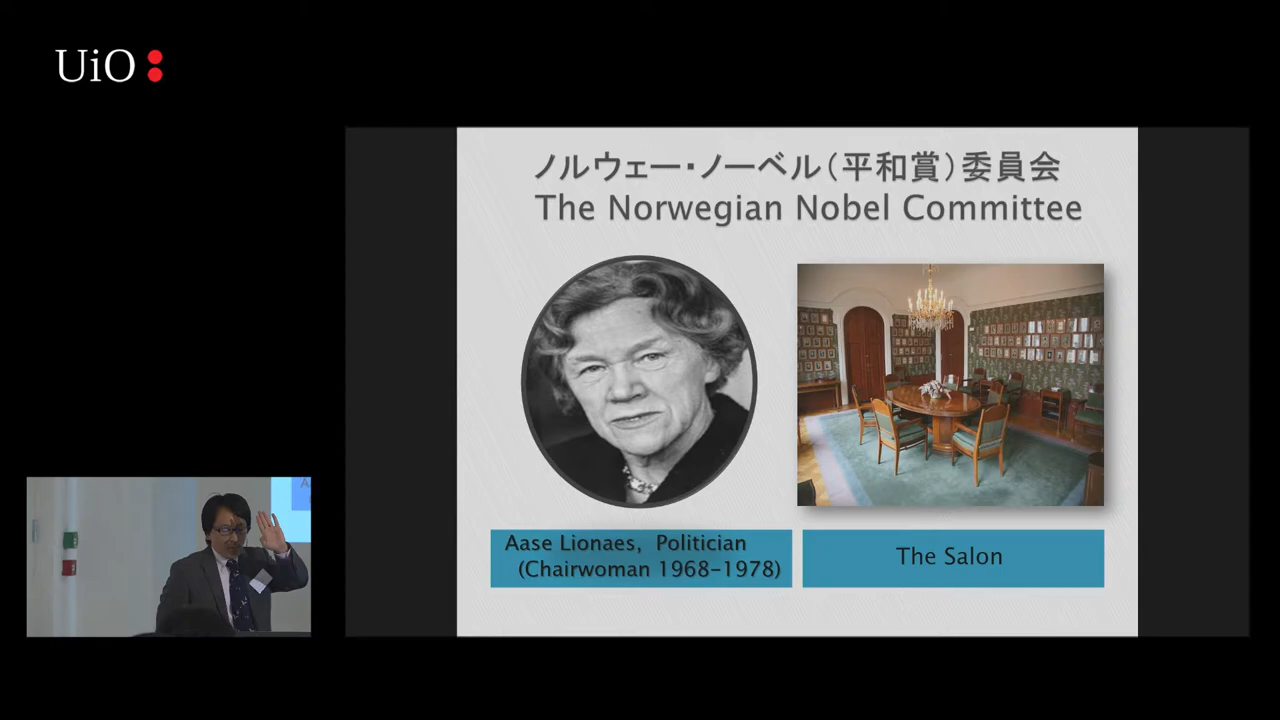 UiO:
ノルウェー・ノーベル(平和賞)委員会
The Norwegian Nobel Committee
Aase Lionaes, Politician
(Chairwoman 1968-1978)
The Salon